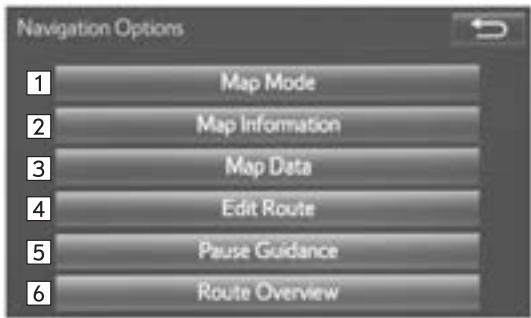 Navigation Options
1 Map Mode
2 Map Information
3 Map Data
4 Edit Route
5 Pause Guidance
6 Route Overview